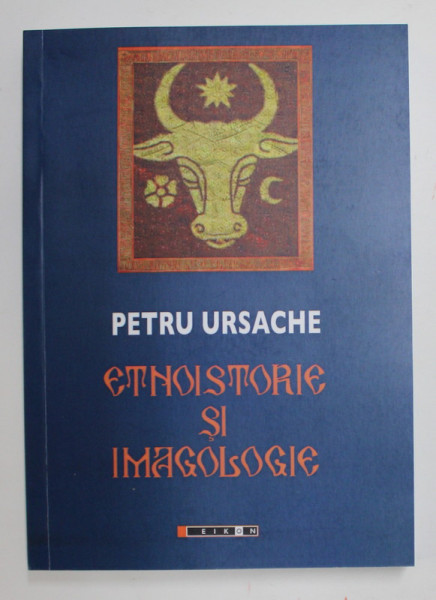 PETRU URSACHE
ETNOISTORIE
ŞI
IMAGOLOGIE
EIKON